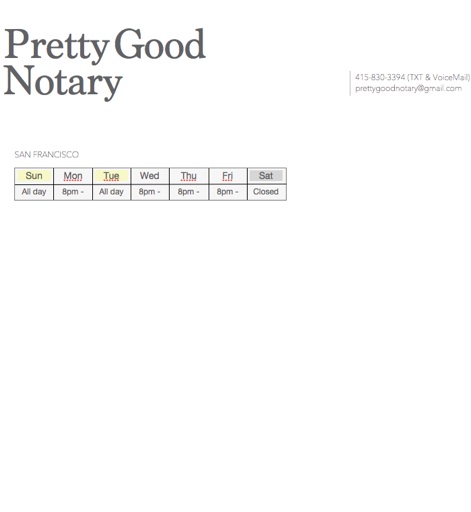 Pretty Good
Notary
415-830-3394 (TXT & VoiceMail)
prettygoodnotary@gmail.com
SAN FRANCISCO
Sun Mon Tue Wed Thu Fri Sat
All day 8pm - All day 8pm - 8pm - 8pm - Closed